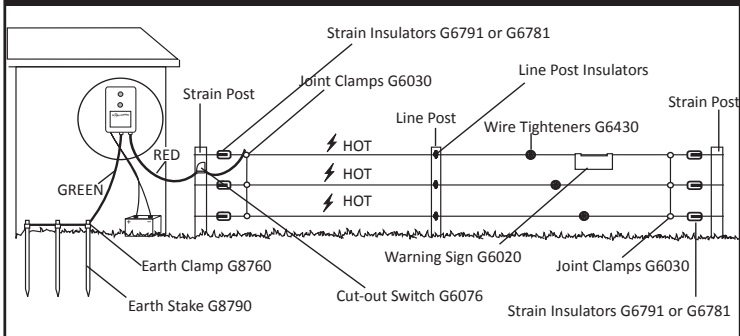 Strain Insulators G6791 or G6781
Joint Clamps G6030
Line Post Insulators
Strain Post
Line Post
Wire Tighteners G6430
Strain Post
HOT
RED
HOT
GREEN
HOT
Earth Clamp G8760
Warning Sign G6020
Joint Clamps G6030
Earth Stake G8790
Cut-out Switch G6076
Strain Insulators G6791 or G6781